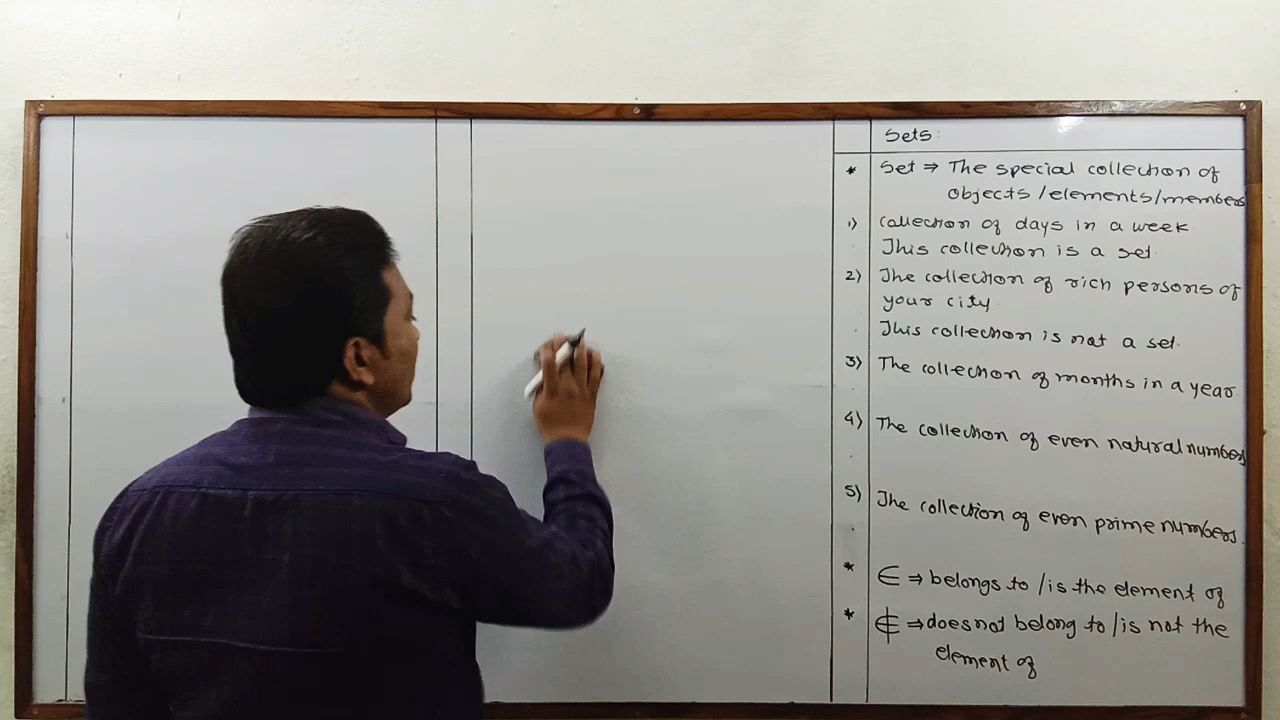 Sets:
* Set ⇒ The special collection of
objects/elements/members
1) Collection of days in a week.
This collection is a set.
2) The collection of rich persons of
your city
This collection is not a set.
3) The collection of months in a year.
4) The collection of even natural numbers
5) The collection of even prime numbers.
* ∈ ⇒ belongs to /is the element of
* ∉ ⇒ does not belong to/is not the
element of